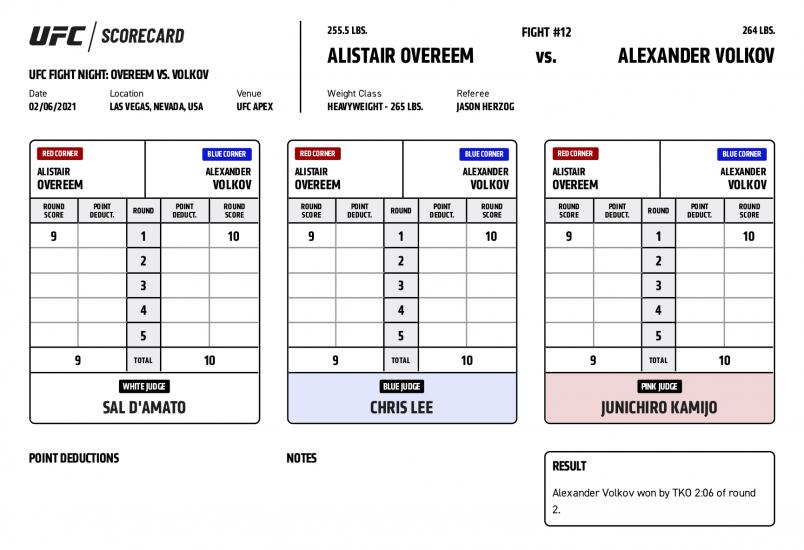 UFC / SCORECARD
UFC FIGHT NIGHT: OVEREEM VS. VOLKOV
Date Location Venue
02/06/2021 LAS VEGAS, NEVADA, USA UFC APEX
255.5 LBS. FIGHT #12 264 LBS.
ALISTAIR OVEREEM vs. ALEXANDER VOLKOV
Weight Class Referee
HEAVYWEIGHT - 265 LBS. JASON HERZOG
RED CORNER BLUE CORNER
ALISTAIR ALEXANDER
OVEREEM VOLKOV
ROUND POINT ROUND POINT ROUND
SCORE DEDUCT. DEDUCT. SCORE
9 1 10
2
3
4
5
9 TOTAL 10
WHITE JUDGE
SAL D'AMATO
RED CORNER BLUE CORNER
ALISTAIR ALEXANDER
OVEREEM VOLKOV
ROUND POINT ROUND POINT ROUND
SCORE DEDUCT. DEDUCT. SCORE
9 1 10
2
3
4
5
9 TOTAL 10
BLUE JUDGE
CHRIS LEE
RED CORNER BLUE CORNER
ALISTAIR ALEXANDER
OVEREEM VOLKOV
ROUND POINT ROUND POINT ROUND
SCORE DEDUCT. DEDUCT. SCORE
9 1 10
2
3
4
5
9 TOTAL 10
PINK JUDGE
JUNICHIRO KAMIJO
POINT DEDUCTIONS
NOTES
RESULT
Alexander Volkov won by TKO 2:06 of round
2.